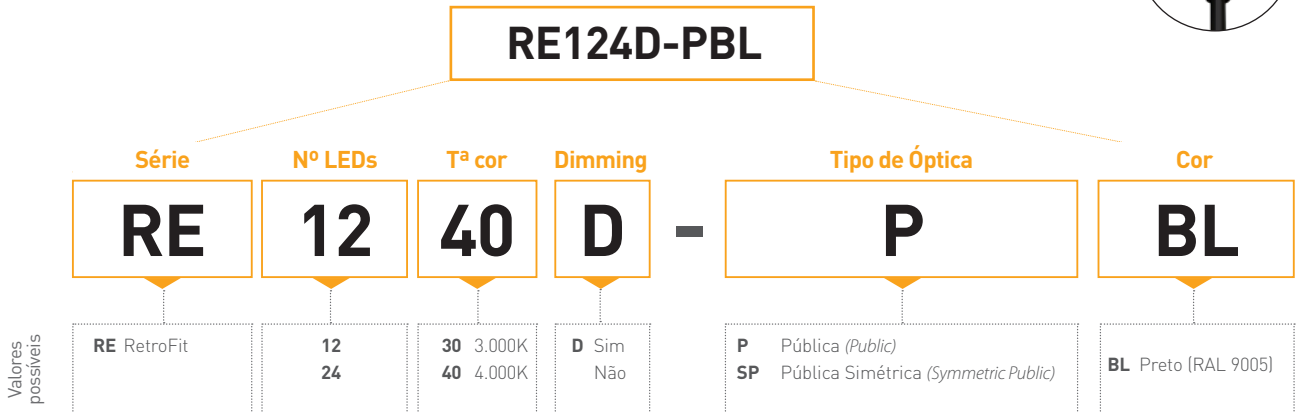 RE124D-PBL
Série Nº LEDs Tª cor Dimming Tipo de Óptica Cor
RE 12 40 D - P BL
Valores possíveis
RE RetroFit
12
24
30 3.000K
40 4.000K
D Sim
Não
P Pública (Public)
SP Pública Simétrica (Symmetric Public)
BL Preto (RAL 9005)